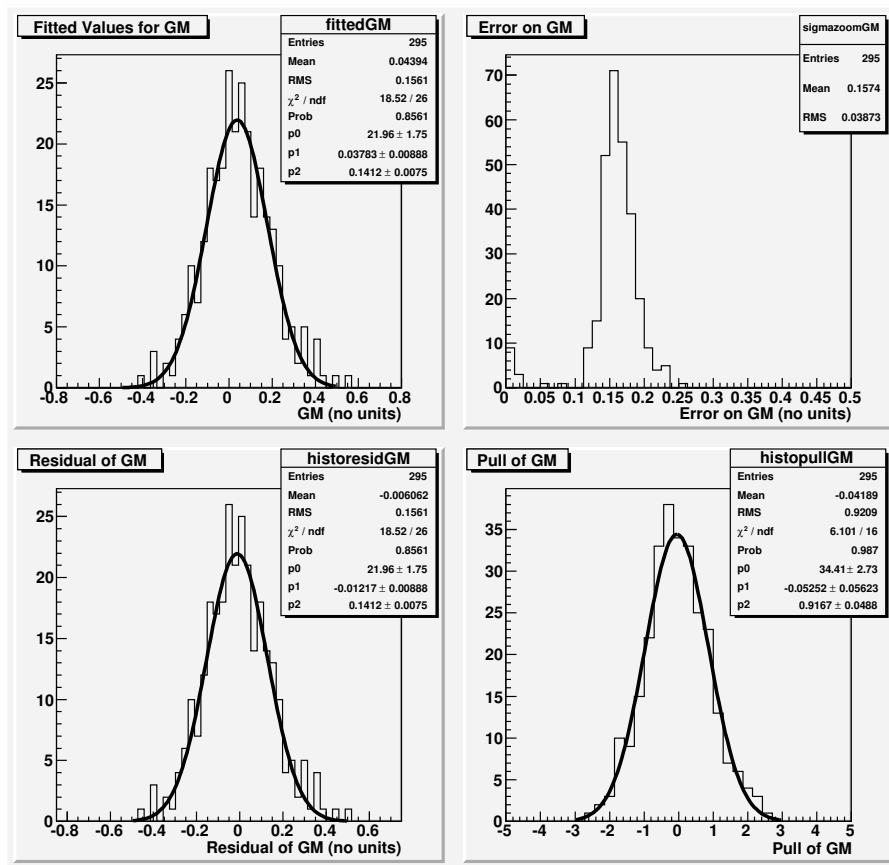 Fitted Values for GM
fittedGM
Entries 295
Mean 0.04394
RMS 0.1561
χ² / ndf 18.52 / 26
Prob 0.8561
p0 21.96 ± 1.75
p1 0.03783 ± 0.00888
p2 0.1412 ± 0.0075
25
20
15
10
5
0
-0.8 -0.6 -0.4 -0.2 0 0.2 0.4 0.6 0.8
GM (no units)
Error on GM
sigmazoomGM
Entries 295
Mean 0.1574
RMS 0.03873
70
60
50
40
30
20
10
0
0 0.05 0.1 0.15 0.2 0.25 0.3 0.35 0.4 0.45 0.5
Error on GM (no units)
Residual of GM
historesidGM
Entries 295
Mean -0.006062
RMS 0.1561
χ² / ndf 18.52 / 26
Prob 0.8561
p0 21.96 ± 1.75
p1 -0.01217 ± 0.00888
p2 0.1412 ± 0.0075
25
20
15
10
5
0
-0.8 -0.6 -0.4 -0.2 0 0.2 0.4 0.6
Residual of GM (no units)
Pull of GM
histopullGM
Entries 295
Mean -0.04189
RMS 0.9209
χ² / ndf 6.101 / 16
Prob 0.987
p0 34.41 ± 2.73
p1 -0.05252 ± 0.05623
p2 0.9167 ± 0.0488
35
30
25
20
15
10
5
0
-5 -4 -3 -2 -1 0 1 2 3 4 5
Pull of GM